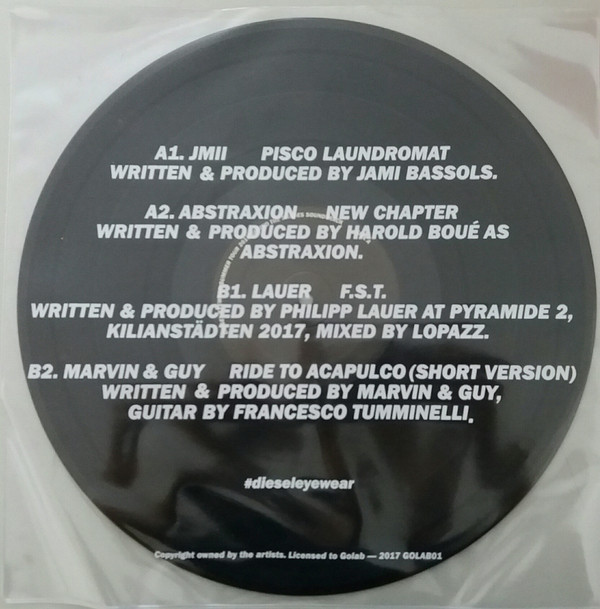 A1. JMII PISCO LAUNDROMAT
WRITTEN & PRODUCED BY JAMI BASSOLS.
A2. ABSTRAXION NEW CHAPTER
WRITTEN & PRODUCED BY HAROLD BOUÉ AS
ABSTRAXION.
B1. LAUER F.S.T.
WRITTEN & PRODUCED BY PHILIPP LAUER AT PYRAMIDE 2,
KILIANSTÄDTEN 2017, MIXED BY LOPAZZ.
B2. MARVIN & GUY RIDE TO ACAPULCO (SHORT VERSION)
WRITTEN & PRODUCED BY MARVIN & GUY,
GUITAR BY FRANCESCO TUMMINELLI.
#dieseleyewear
Copyright owned by the artists. Licensed to Golab — 2017 GOLAB01